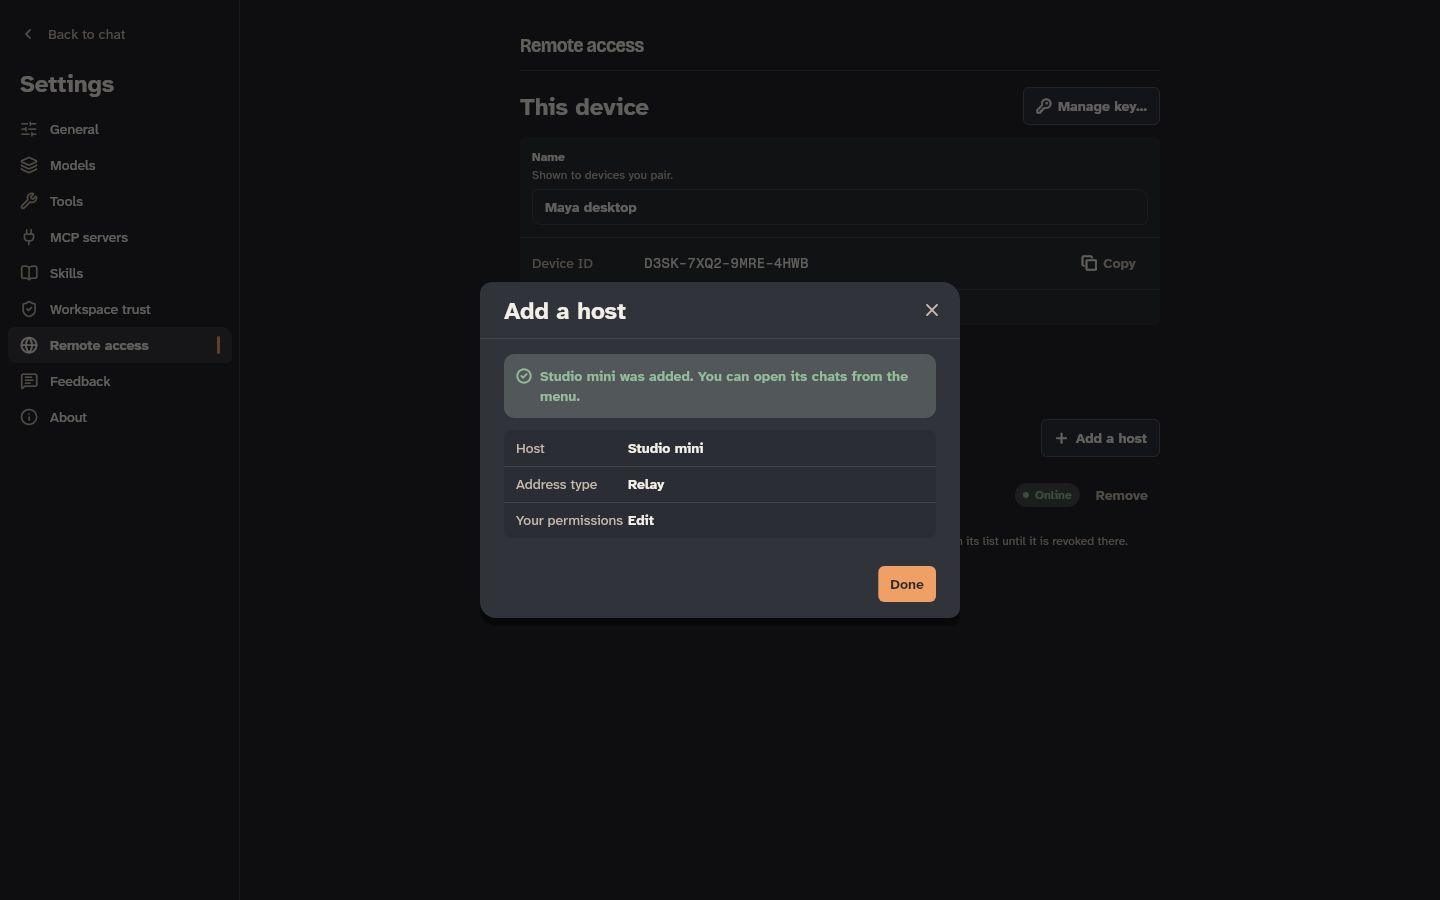 Back to chat
Settings
General
Models
Tools
MCP servers
Skills
Workspace trust
Remote access
Feedback
About
Remote access
This device
Manage key...
Name
Shown to devices you pair.
Maya desktop
Device ID D3SK-7XQ2-9MRE-4HWB Copy
Add a host
Studio mini was added. You can open its chats from the
menu.
Host Studio mini
Address type Relay
Your permissions Edit
Done
Add a host
Online Remove
its list until it is revoked there.